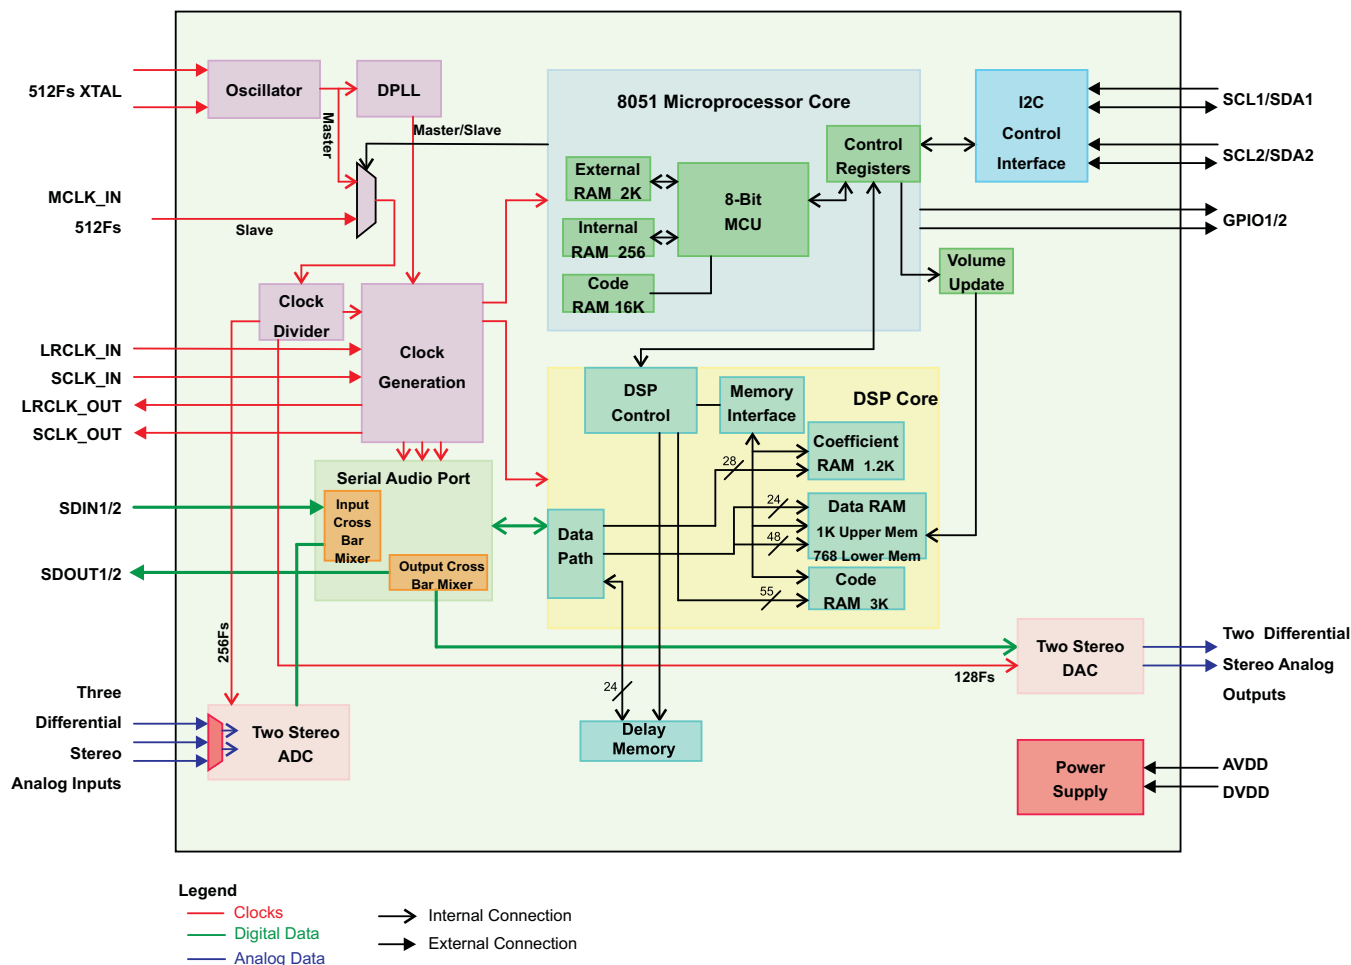 512Fs XTAL
Oscillator
DPLL
Master
Master/Slave
MCLK_IN
512Fs
Slave
Clock
Divider
Clock
Generation
LRCLK_IN
SCLK_IN
LRCLK_OUT
SCLK_OUT
8051 Microprocessor Core
External
RAM 2K
Internal
RAM 256
Code
RAM 16K
8-Bit
MCU
Control
Registers
I2C
Control
Interface
SCL1/SDA1
SCL2/SDA2
GPIO1/2
Volume
Update
DSP Core
DSP
Control
Memory
Interface
Coefficient
RAM 1.2K
28
Data RAM
1K Upper Mem
768 Lower Mem
24
48
Code
RAM 3K
55
Data
Path
Serial Audio Port
Input
Cross
Bar
Mixer
Output Cross
Bar Mixer
SDIN1/2
SDOUT1/2
256Fs
128Fs
24
Delay
Memory
Two Stereo
DAC
Two Differential
Stereo Analog
Outputs
Three
Differential
Stereo
Analog Inputs
Two Stereo
ADC
Power
Supply
AVDD
DVDD
Legend
Clocks
Digital Data
Analog Data
Internal Connection
External Connection